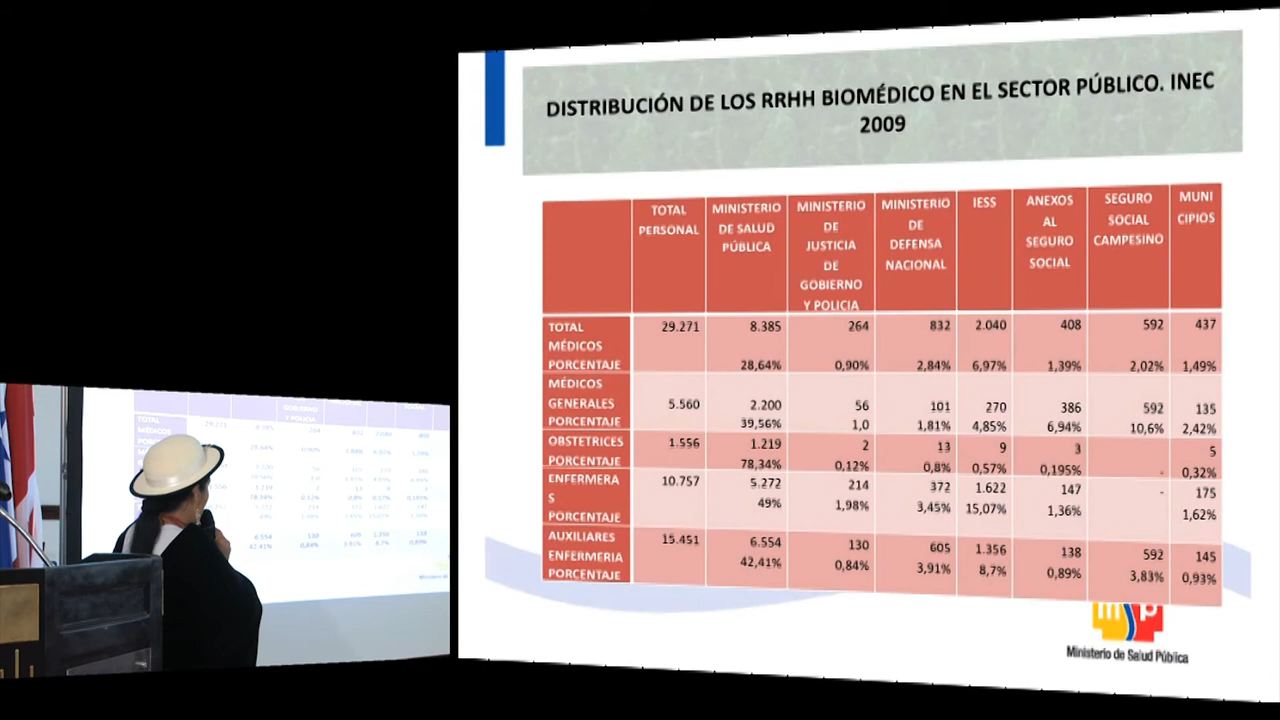 DISTRIBUCIÓN DE LOS RRHH BIOMÉDICO EN EL SECTOR PÚBLICO. INEC
2009
TOTAL PERSONAL MINISTERIO DE SALUD PÚBLICA MINISTERIO DE JUSTICIA DE GOBIERNO Y POLICIA MINISTERIO DE DEFENSA NACIONAL IESS ANEXOS AL SEGURO SOCIAL SEGURO SOCIAL CAMPESINO MUNI CIPIOS
TOTAL MÉDICOS 29.271 8.385 264 832 2.040 408 592 437
PORCENTAJE 28,64% 0,90% 2,84% 6,97% 1,39% 2,02% 1,49%
MÉDICOS GENERALES 5.560 2.200 56 101 270 386 592 135
PORCENTAJE 39,56% 1,0 1,81% 4,85% 6,94% 10,6% 2,42%
OBSTETRICES 1.556 1.219 2 13 9 3 5
PORCENTAJE 78,34% 0,12% 0,8% 0,57% 0,195% - 0,32%
ENFERMERA S 10.757 5.272 214 372 1.622 147 - 175
PORCENTAJE 49% 1,98% 3,45% 15,07% 1,36% 1,62%
AUXILIARES ENFERMERIA 15.451 6.554 130 605 1.356 138 592 145
PORCENTAJE 42,41% 0,84% 3,91% 8,7% 0,89% 3,83% 0,93%
msp
Ministerio de Salud Pública